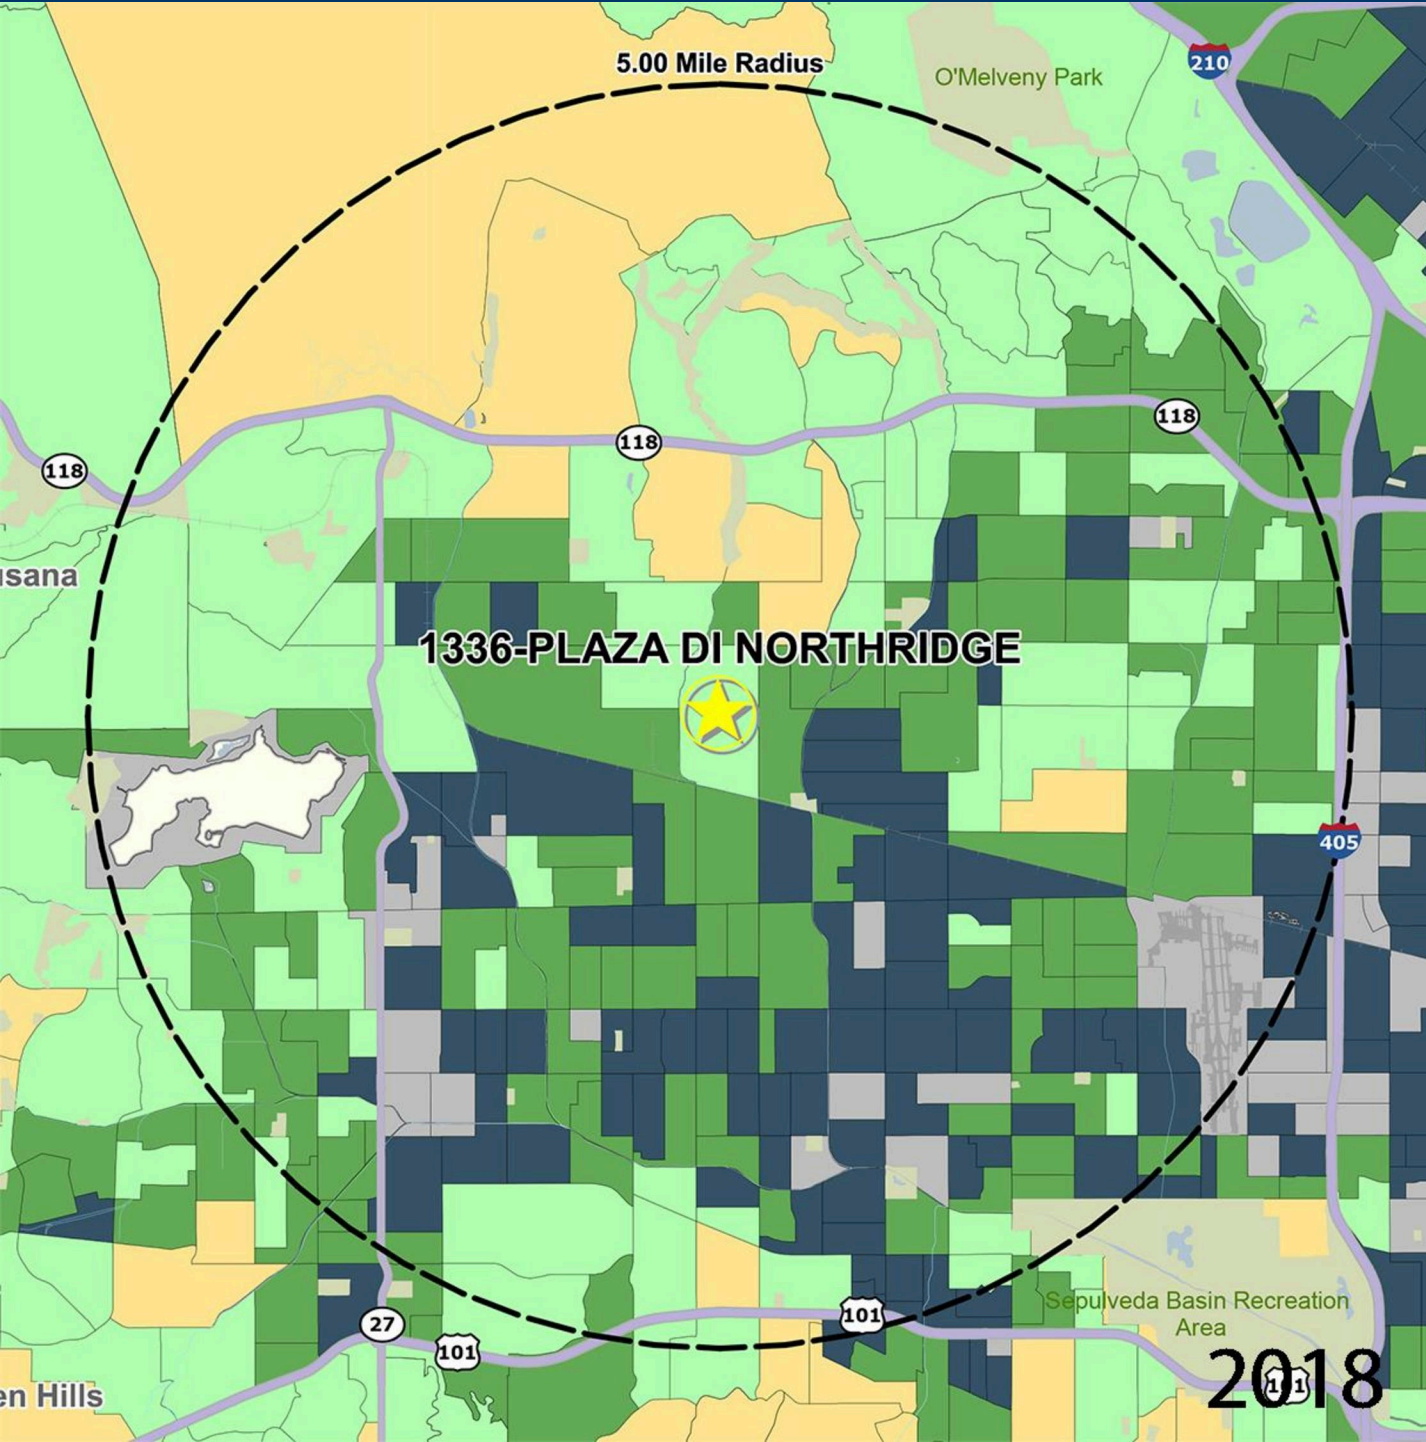 5.00 Mile Radius
O'Melveny Park
210
118
118
118
usana
1336-PLAZA DI NORTHRIDGE
405
Sepulveda Basin Recreation
Area
101
27
101
en Hills
101
2018